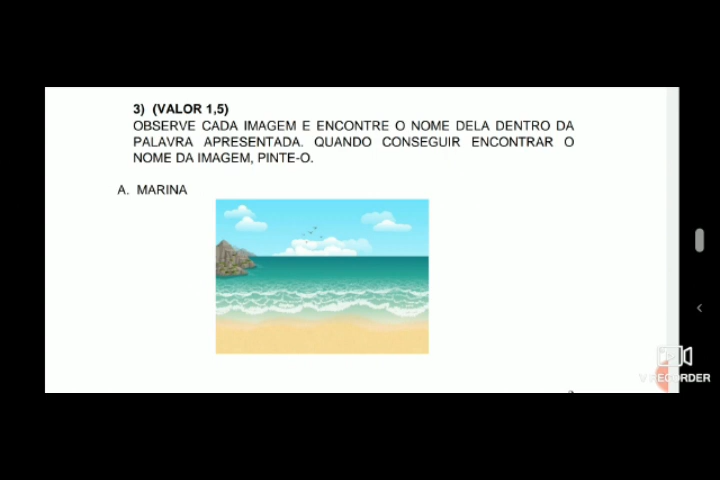 3) (VALOR 1,5)
OBSERVE CADA IMAGEM E ENCONTRE O NOME DELA DENTRO DA
PALAVRA APRESENTADA. QUANDO CONSEGUIR ENCONTRAR O
NOME DA IMAGEM, PINTE-O.
A. MARINA